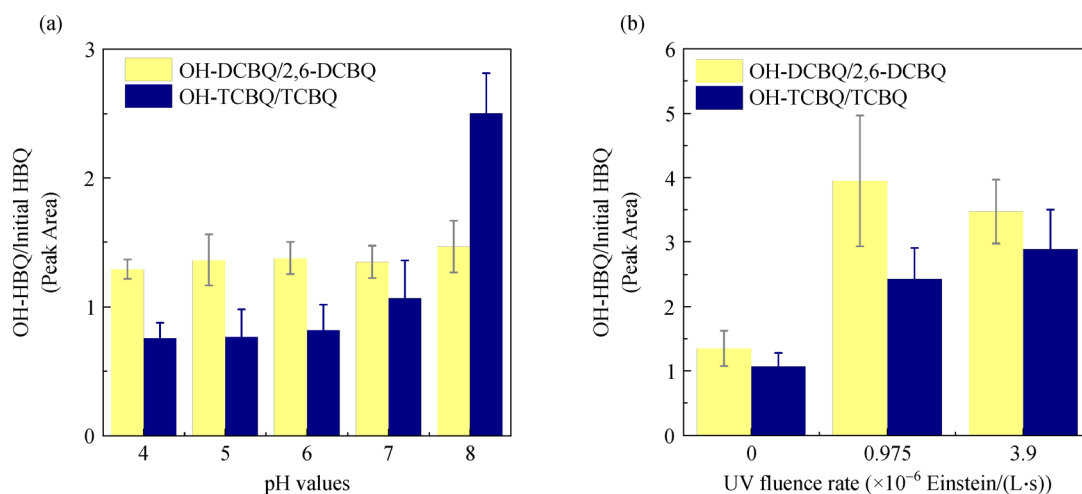 (a)
3
2
1
0
OH-HBQ/Initial HBQ
(Peak Area)
OH-DCBQ/2,6-DCBQ
OH-TCBQ/TCBQ
4 5 6 7 8
pH values
(b)
6
5
4
3
2
1
0
OH-HBQ/Initial HBQ
(Peak Area)
OH-DCBQ/2,6-DCBQ
OH-TCBQ/TCBQ
0 0.975 3.9
UV fluence rate (×10⁻⁶ Einstein/(L·s))